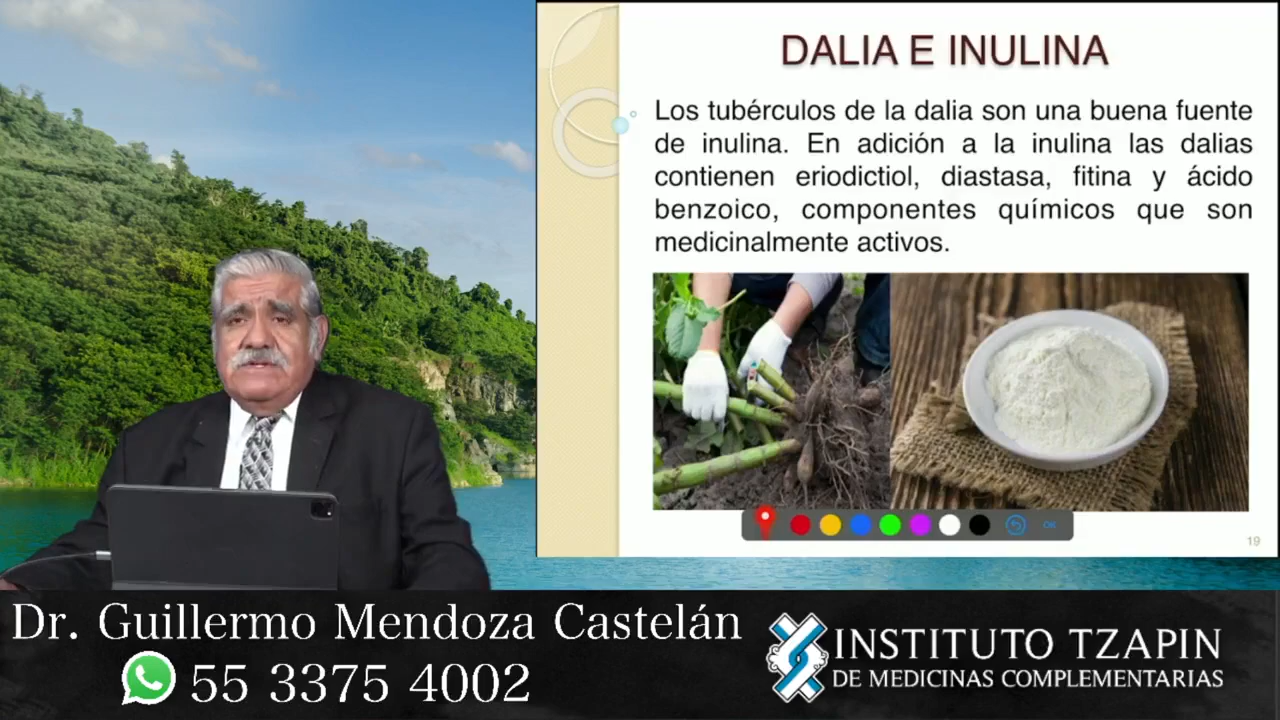 DALIA E INULINA
Los tubérculos de la dalia son una buena fuente
de inulina. En adición a la inulina las dalias
contienen eriodictiol, diastasa, fitina y ácido
benzoico, componentes químicos que son
medicinalmente activos.
OK
19
Dr. Guillermo Mendoza Castelán
55 3375 4002
INSTITUTO TZAPIN
DE MEDICINAS COMPLEMENTARIAS